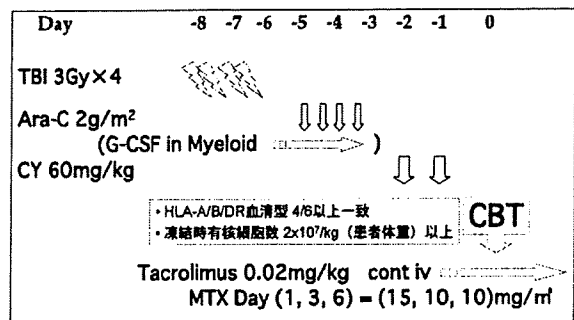 Day -8 -7 -6 -5 -4 -3 -2 -1 0
TBI 3Gy×4
Ara-C 2g/m²
(G-CSF in Myeloid )
CY 60mg/kg
・HLA-A/B/DR血清型 4/6以上一致
・凍結時有核細胞数 2x10⁷/kg（患者体重）以上
CBT
Tacrolimus 0.02mg/kg cont iv
MTX Day (1, 3, 6) = (15, 10, 10)mg/㎡